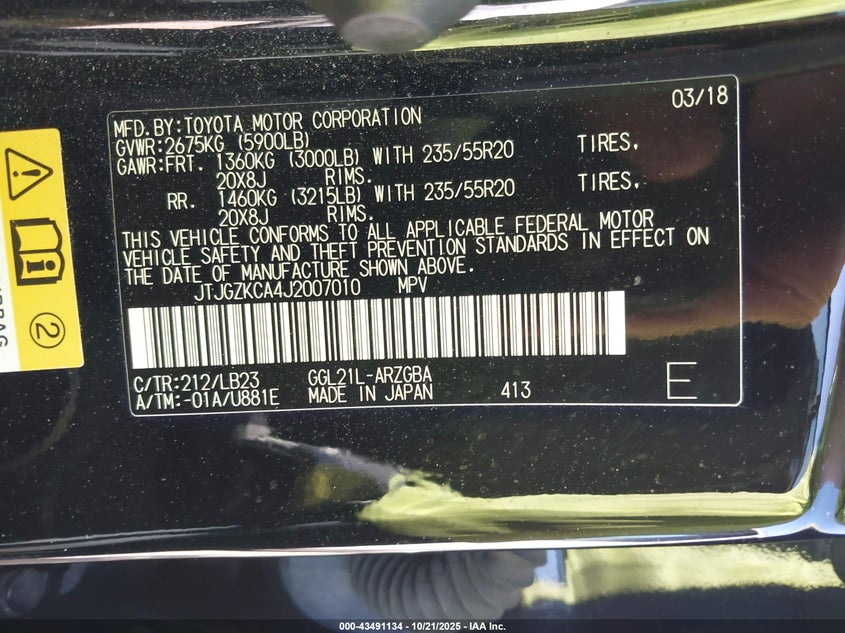 03/18
MFD.BY:TOYOTA MOTOR CORPORATION
GVWR:2675KG (5900LB)
GAWR:FRT. 1360KG (3000LB) WITH 235/55R20 TIRES,
20X8J RIMS.
RR. 1460KG (3215LB) WITH 235/55R20 TIRES,
20X8J RIMS.
THIS VEHICLE CONFORMS TO ALL APPLICABLE FEDERAL MOTOR
VEHICLE SAFETY AND THEFT PREVENTION STANDARDS IN EFFECT ON
THE DATE OF MANUFACTURE SHOWN ABOVE.
JTJGZKCA4J2007010 MPV
C/TR:212/LB23 GGL21L-ARZGBA
A/TM:-01A/U881E MADE IN JAPAN 413 E
2
000-43491134 - 10/21/2025 - IAA Inc.